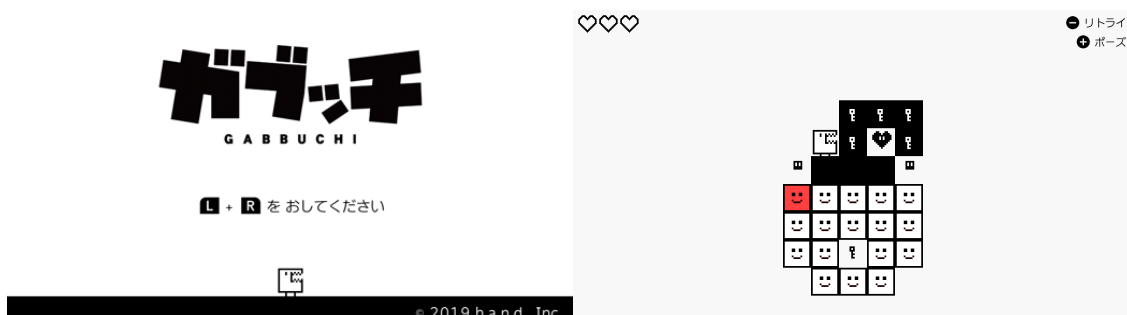 ガブッチ
GABBUCHI
L + R を おしてください
© 2019 hand, Inc
- リトライ
+ ポーズ